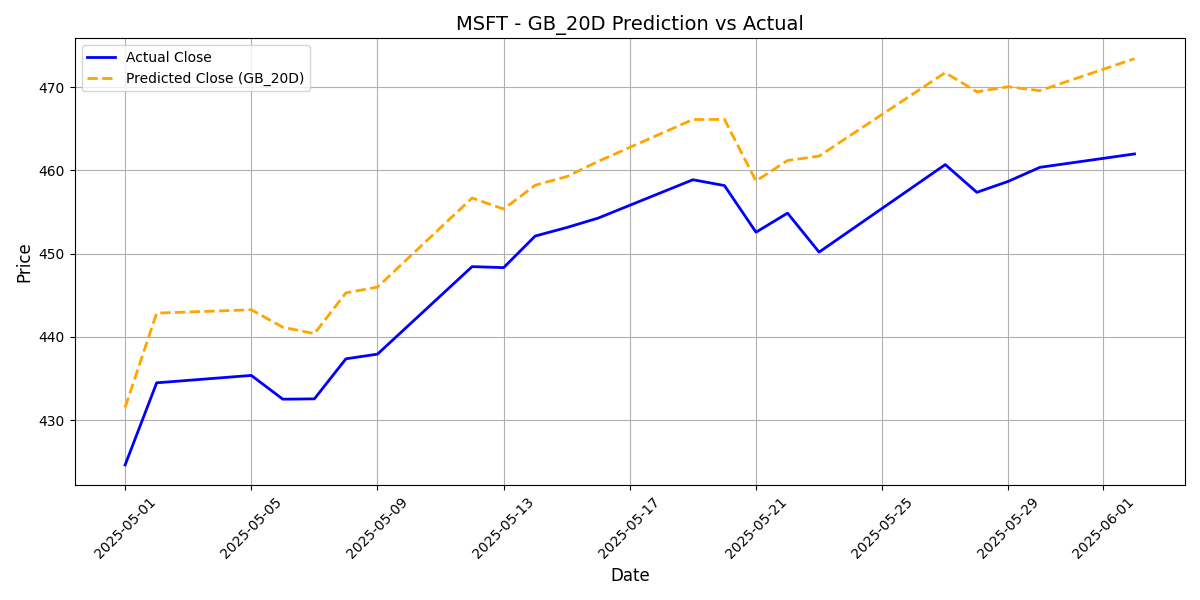 MSFT - GB_20D Prediction vs Actual
Actual Close
Predicted Close (GB_20D)
Price
470
460
450
440
430
2025-05-01
2025-05-05
2025-05-09
2025-05-13
2025-05-17
2025-05-21
2025-05-25
2025-05-29
2025-06-01
Date